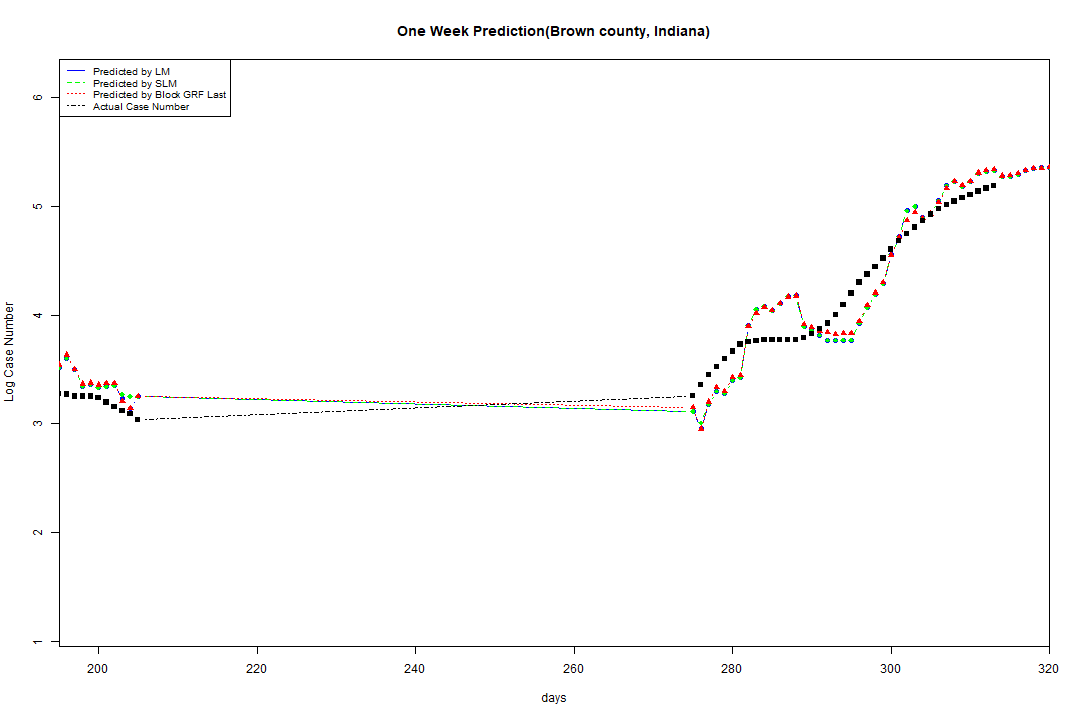 One Week Prediction(Brown county, Indiana)
Predicted by LM
Predicted by SLM
Predicted by Block GRF Last
Actual Case Number
Log Case Number
6
5
4
3
2
1
200 220 240 260 280 300 320
days